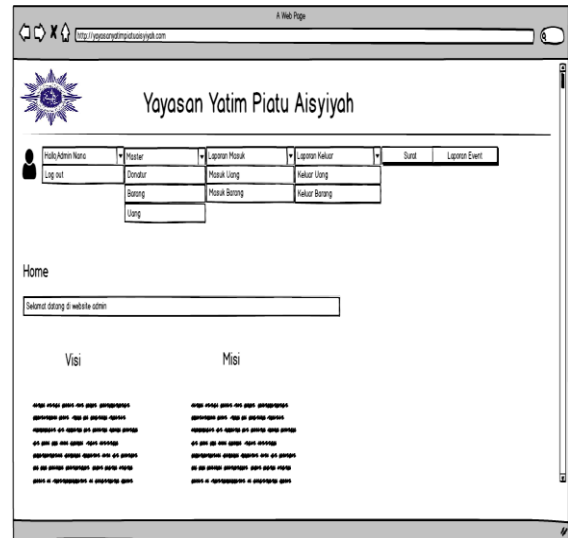 A Web Page
http://yayasanyatimpiatuaisyiyah.com
Yayasan Yatim Piatu Aisyiyah
Hallo,Admin Nana Master Laporan Masuk Laporan Keluar Surat Laporan Event
Log out Donatur Masuk Uang Keluar Uang
Barang Masuk Barang Keluar Barang
Uang
Home
Selamat datang di website admin
Visi Misi